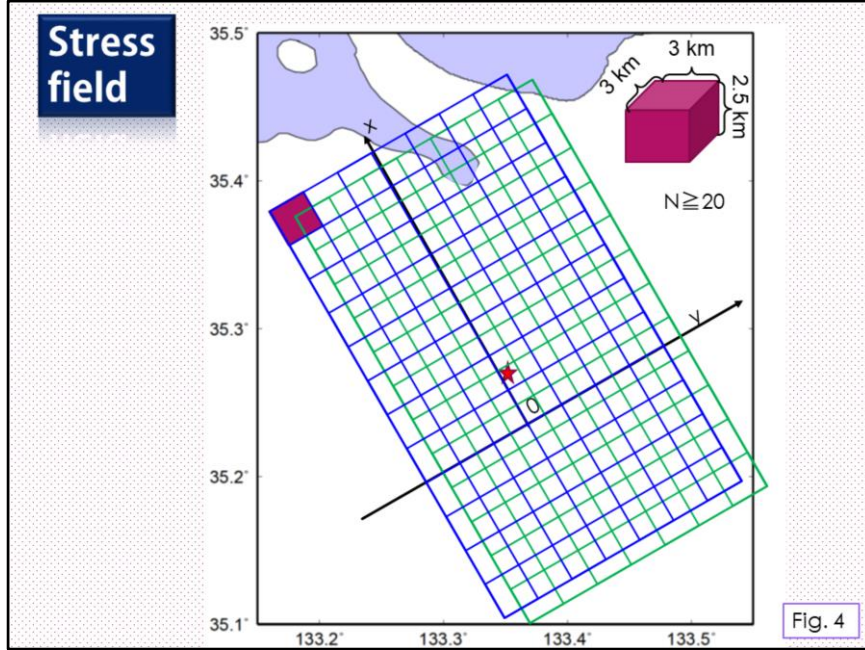 Stress
field
35.5°
35.4°
35.3°
35.2°
35.1°
133.2°
133.3°
133.4°
133.5°
x
y
O
3 km
3 km
2.5 km
N≧20
Fig. 4